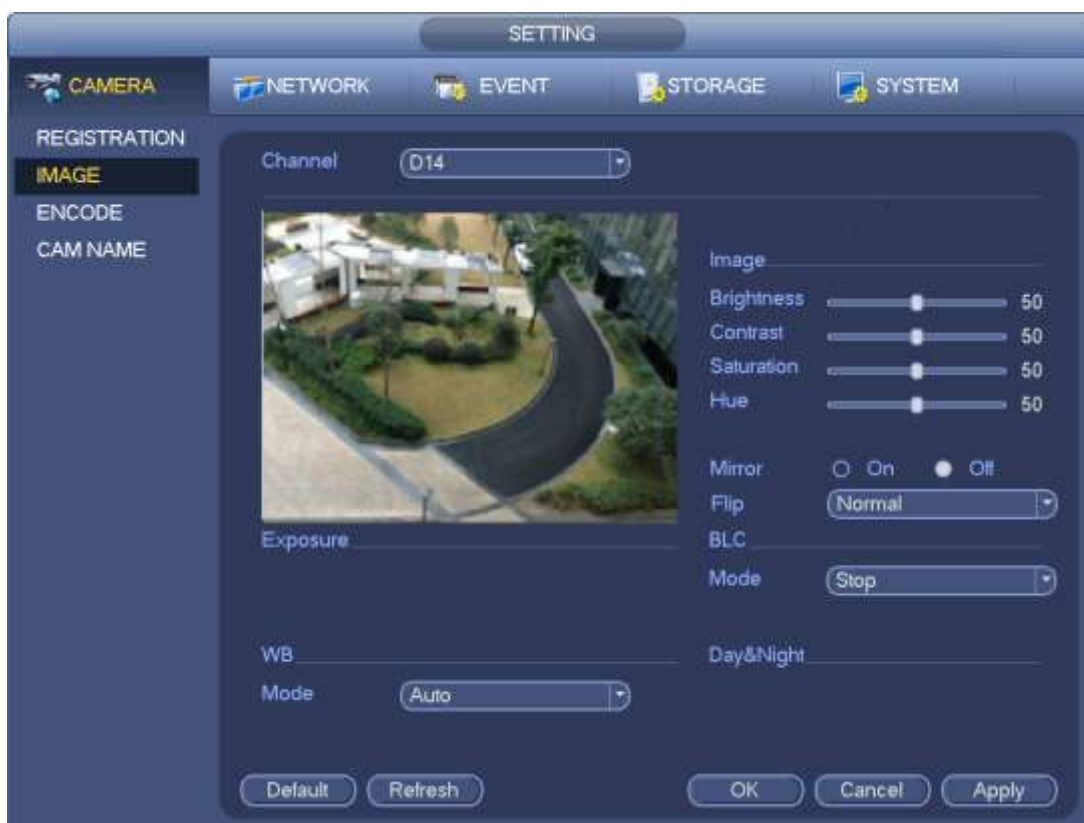 SETTING
CAMERA NETWORK EVENT STORAGE SYSTEM
REGISTRATION
IMAGE
ENCODE
CAM NAME
Channel D14
Image
Brightness 50
Contrast 50
Saturation 50
Hue 50
Mirror On Off
Flip Normal
Exposure
BLC
Mode Stop
WB
Mode Auto
Day&Night
Default Refresh OK Cancel Apply